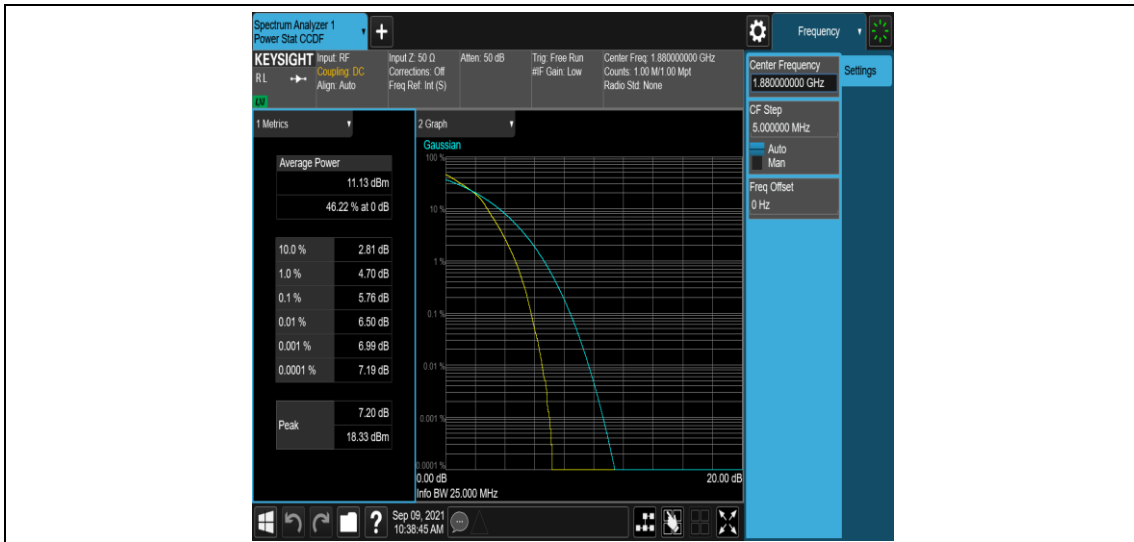 Spectrum Analyzer 1
Power Stat CCDF
+
Frequency
KEYSIGHT
Input: RF
Coupling: DC
Align: Auto
RL
LXI
Input Z: 50 Ω
Corrections: Off
Freq Ref: Int (S)
Atten: 50 dB
Trig: Free Run
#IF Gain: Low
Center Freq: 1.880000000 GHz
Counts: 1.00 M/1.00 Mpt
Radio Std: None
Center Frequency
1.880000000 GHz
Settings
CF Step
5.000000 MHz
Auto
Man
Freq Offset
0 Hz
1 Metrics
Average Power
11.13 dBm
46.22 % at 0 dB
10.0 % 2.81 dB
1.0 % 4.70 dB
0.1 % 5.76 dB
0.01 % 6.50 dB
0.001 % 6.99 dB
0.0001 % 7.19 dB
Peak
7.20 dB
18.33 dBm
2 Graph
Gaussian
100 %
10 %
1 %
0.1 %
0.01 %
0.001 %
0.0001 %
0.00 dB
20.00 dB
Info BW 25.000 MHz
?
Sep 09, 2021
10:38:45 AM